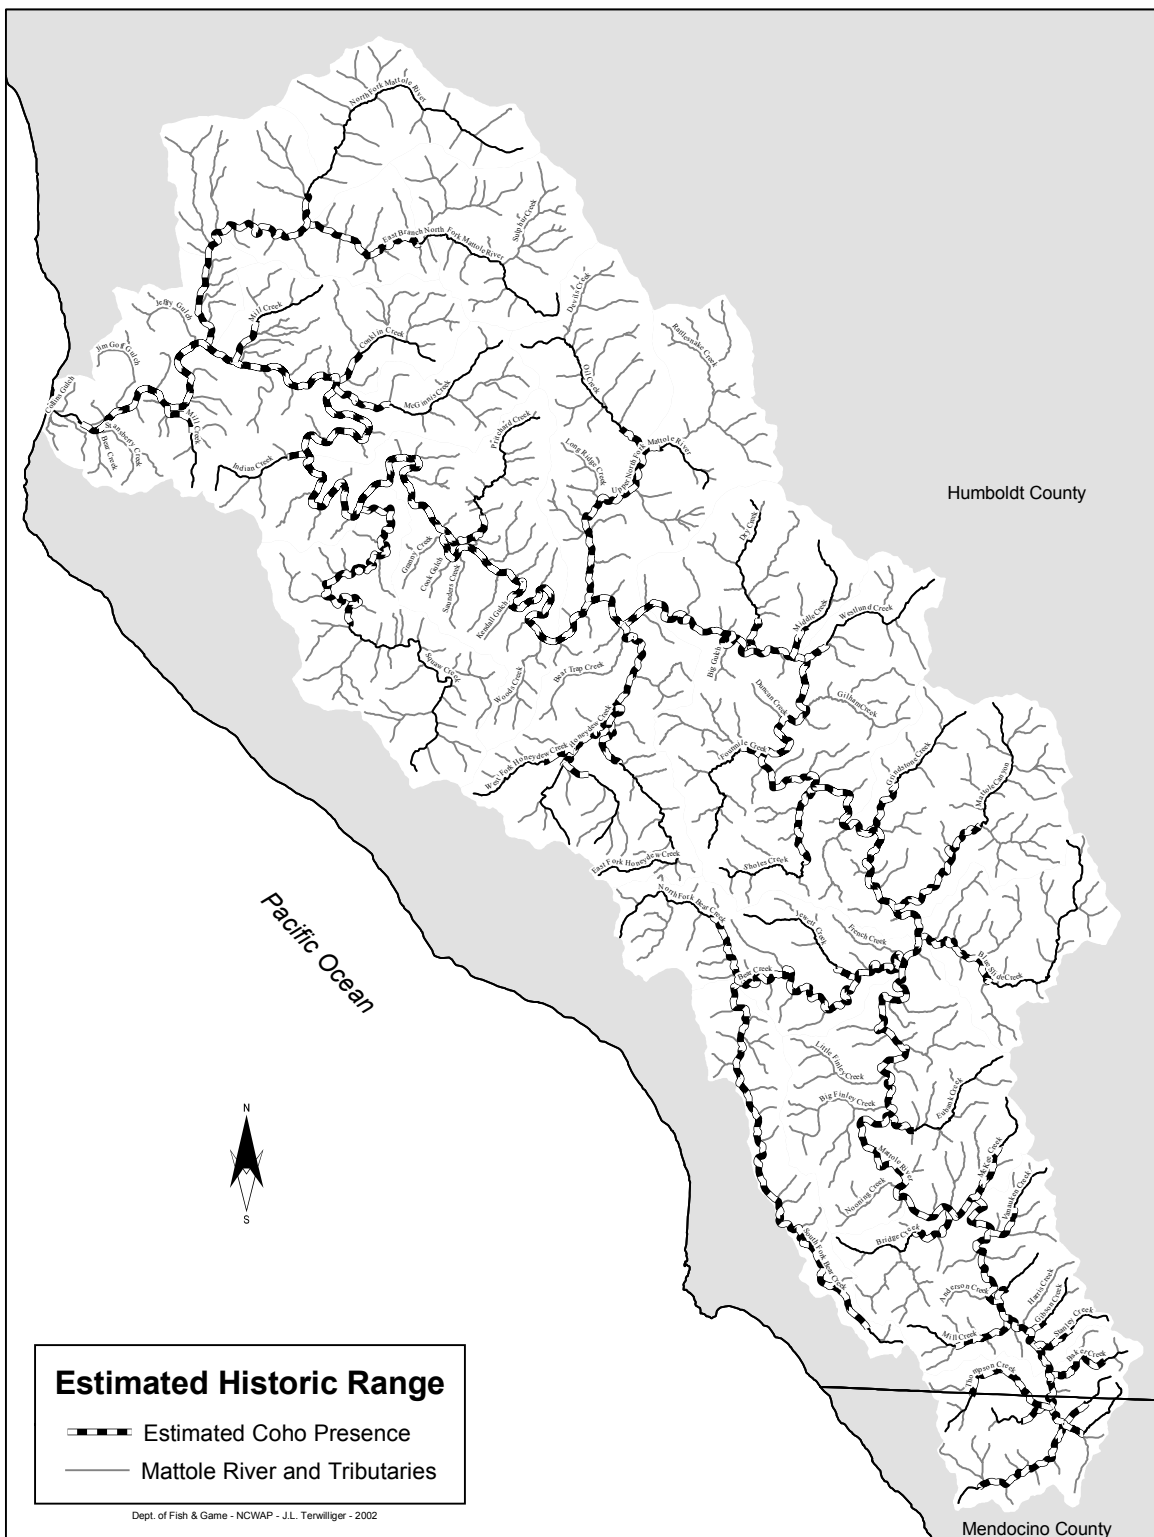 North Fork Mattole River
Sulphur Creek
East Branch North Fork Mattole River
Devils Creek
Jeffry Gulch
Mill Creek
Rattlesnake Creek
Conklin Creek
Jim Goff Gulch
Oil Creek
Collins Gulch
McGinnis Creek
Stansberry Creek
Mill Creek
Bear Creek
Pritchard Creek
Indian Creek
Long Ridge Creek
Upper North Fork Mattole River
Humboldt County
Dry Creek
Granny Creek
Cook Gulch
Saunders Creek
Kendall Gulch
Middle Creek
Westlund Creek
Squaw Creek
Woods Creek
Bear Trap Creek
Big Gulch
Duncan Creek
Gilham Creek
Honeydew Creek
West Fork Honeydew Creek
Fourmile Creek
Grindstone Creek
Mattole Canyon
East Fork Honeydew Creek
Sholes Creek
North Fork Bear Creek
Jewett Creek
French Creek
Blue Slide Creek
Bear Creek
Pacific Ocean
Little Finley Creek
Big Finley Creek
Eubank Creek
Mattole River
McKee Creek
Vanauken Creek
Nooning Creek
Bridge Creek
South Fork Bear Creek
Anderson Creek
Harris Creek
Gibson Creek
Stanley Creek
Mill Creek
Baker Creek
Thompson Creek
N
S
Estimated Historic Range
Estimated Coho Presence
Mattole River and Tributaries
Dept. of Fish & Game - NCWAP - J.L. Terwilliger - 2002
Mendocino County